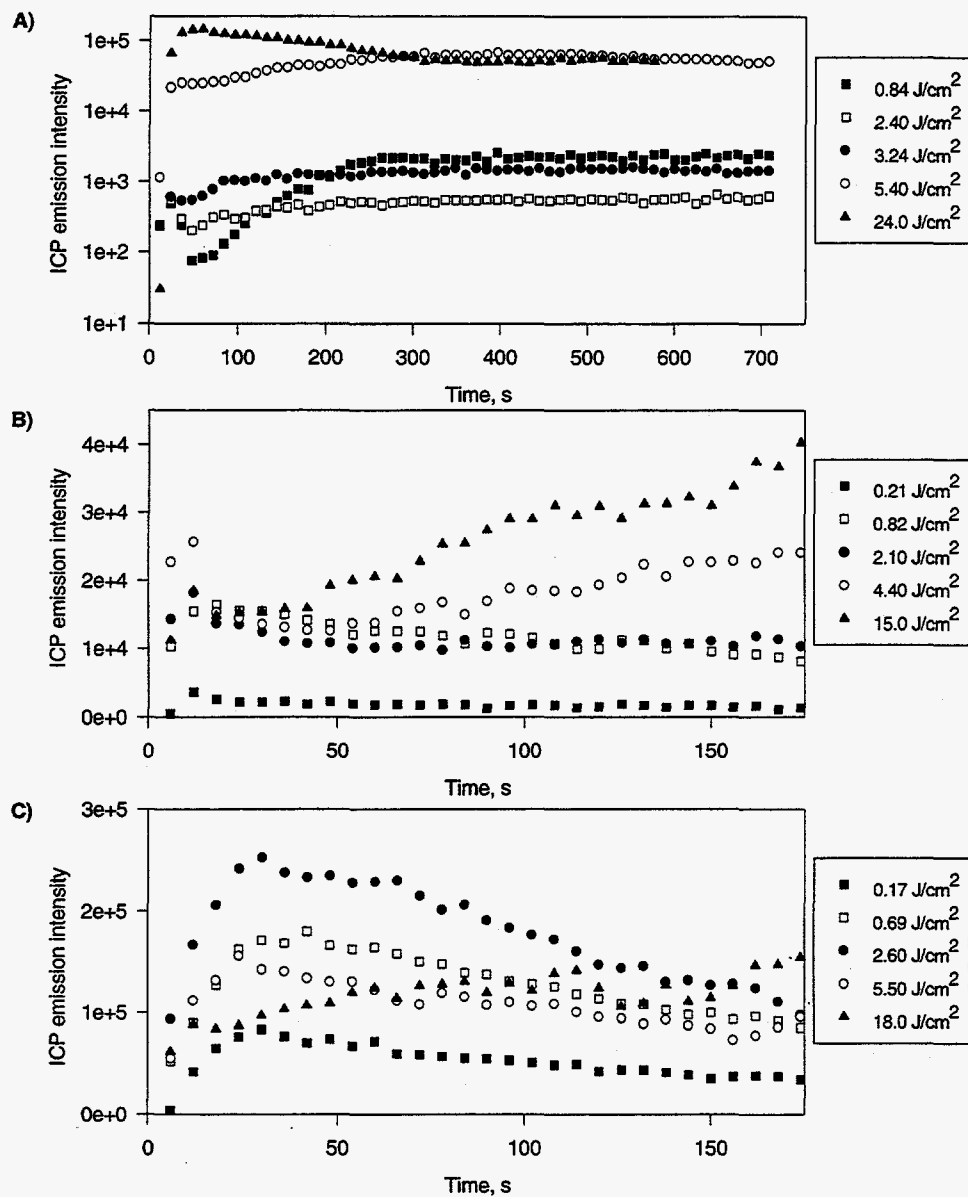 A)
ICP emission intensity
1e+5
1e+4
1e+3
1e+2
1e+1
0 100 200 300 400 500 600 700
Time, s
0.84 J/cm²
2.40 J/cm²
3.24 J/cm²
5.40 J/cm²
24.0 J/cm²
B)
ICP emission intensity
4e+4
3e+4
2e+4
1e+4
0e+0
0 50 100 150
Time, s
0.21 J/cm²
0.82 J/cm²
2.10 J/cm²
4.40 J/cm²
15.0 J/cm²
C)
ICP emission intensity
3e+5
2e+5
1e+5
0e+0
0 50 100 150
Time, s
0.17 J/cm²
0.69 J/cm²
2.60 J/cm²
5.50 J/cm²
18.0 J/cm²